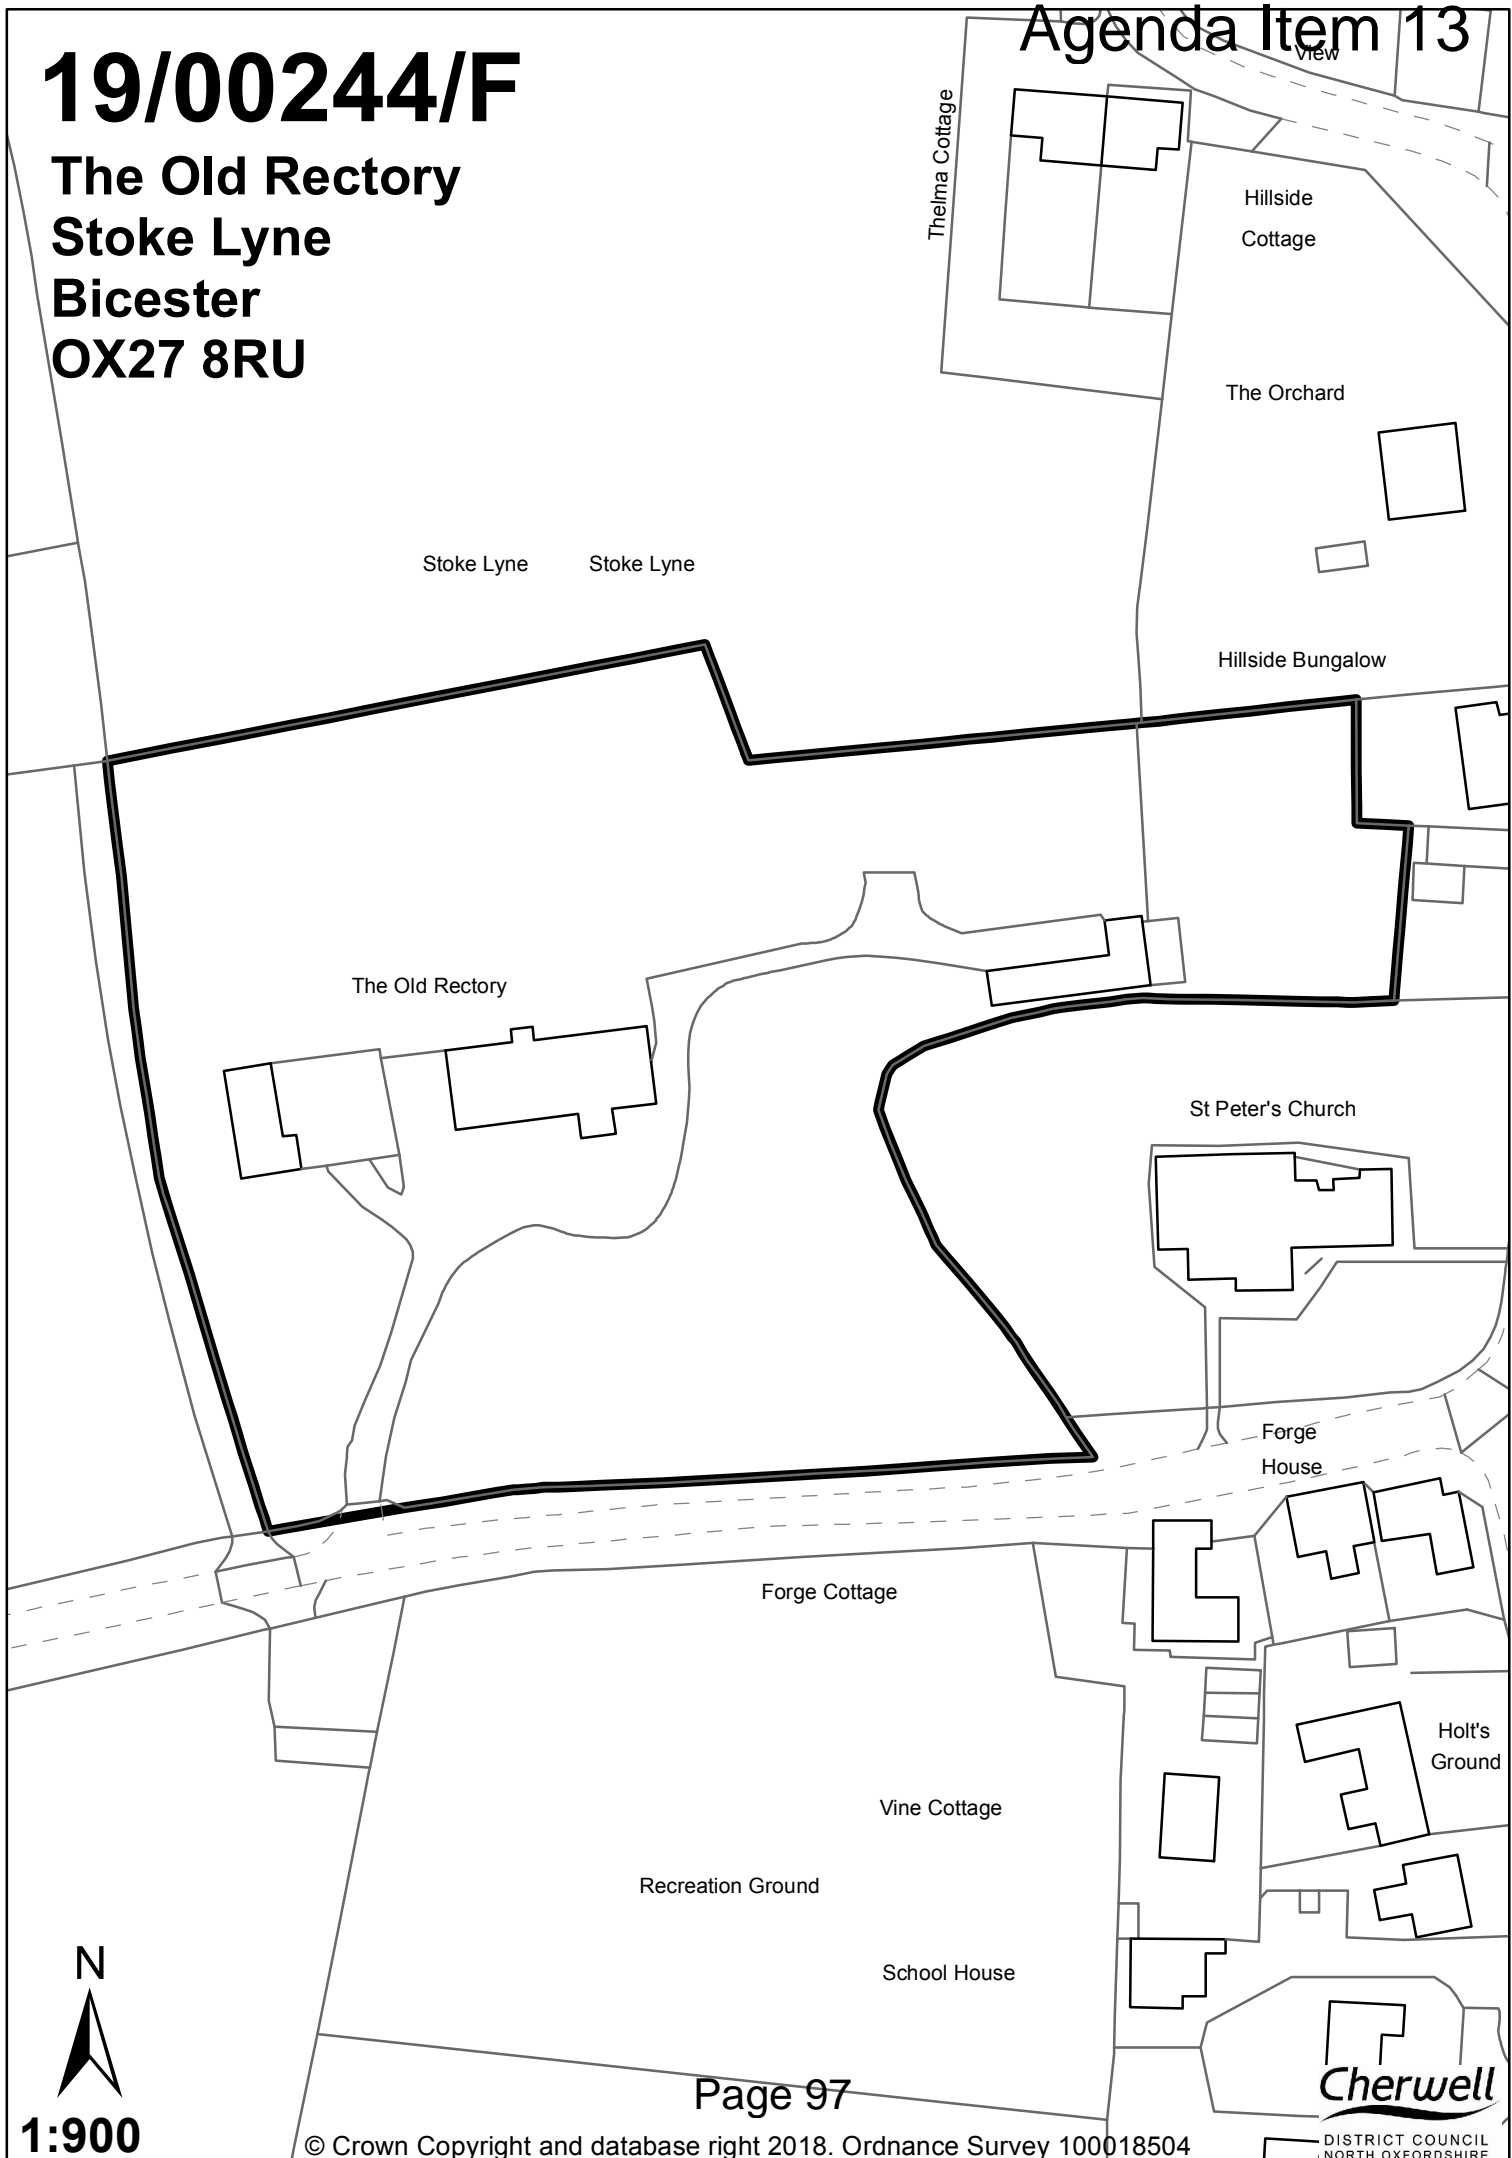 Agenda Item 13
19/00244/F
The Old Rectory
Stoke Lyne
Bicester
OX27 8RU
View
Thelma Cottage
Hillside
Cottage
The Orchard
Stoke Lyne
Stoke Lyne
Hillside Bungalow
The Old Rectory
St Peter's Church
Forge
House
Forge Cottage
Holt's
Ground
Vine Cottage
Recreation Ground
School House
N
1:900
Page 97
© Crown Copyright and database right 2018. Ordnance Survey 100018504
Cherwell
DISTRICT COUNCIL
NORTH OXFORDSHIRE